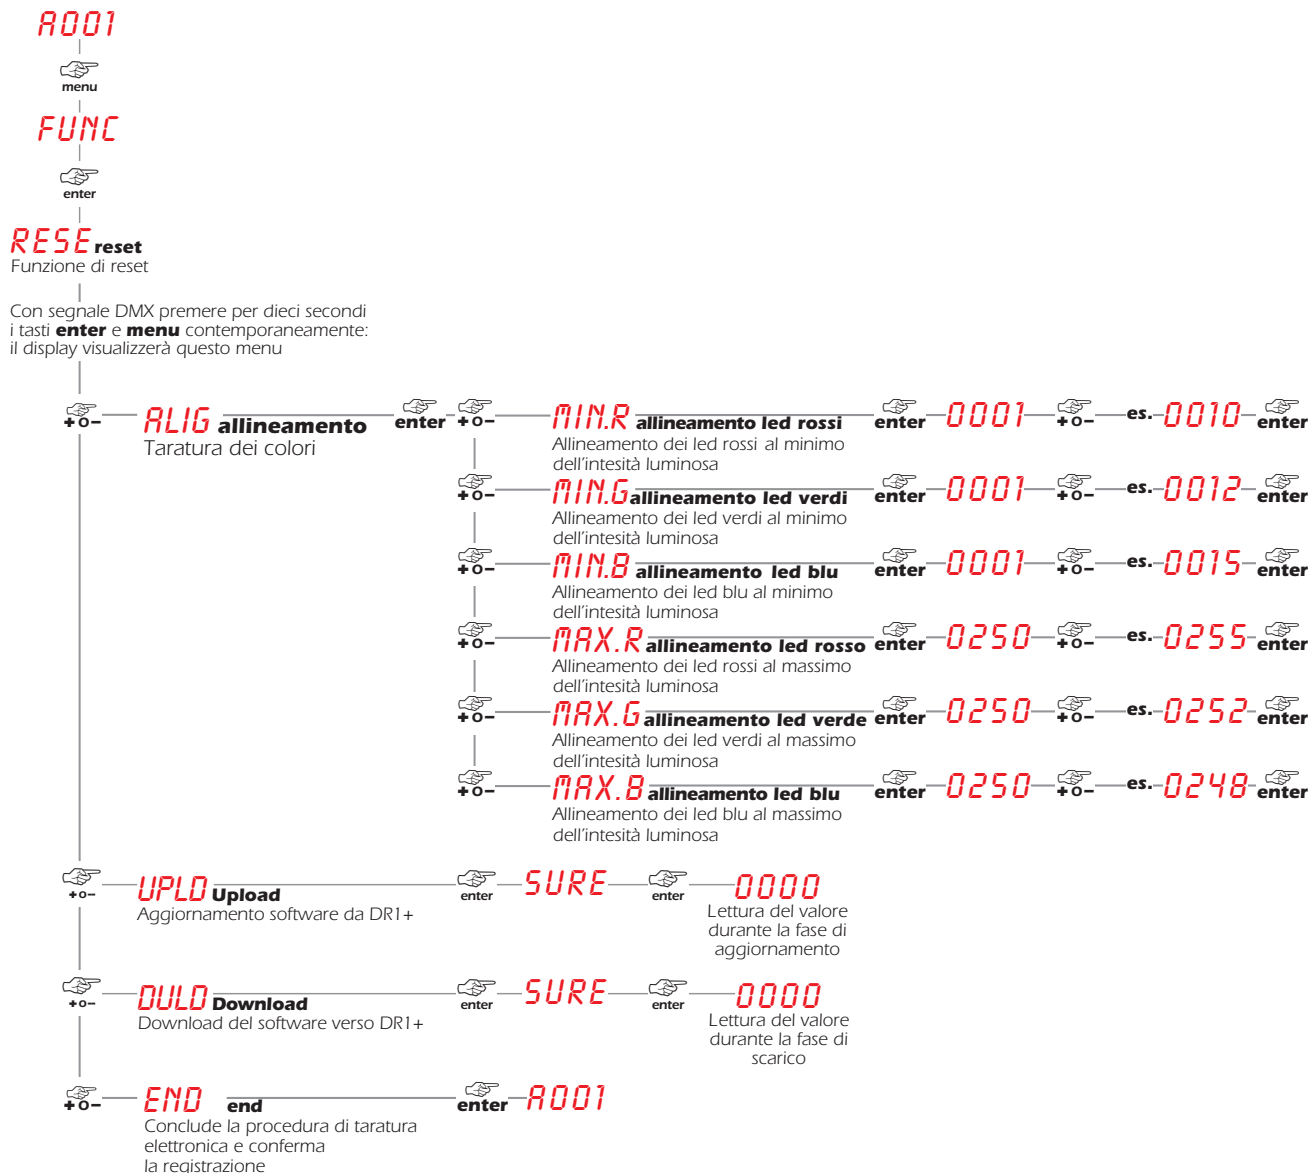 A001
menu
FUNC
enter
RESE reset
Funzione di reset
Con segnale DMX premere per dieci secondi
i tasti enter e menu contemporaneamente:
il display visualizzerà questo menu
+o- ALIG allineamento enter +o- MIN.R allineamento led rossi enter 0001 +o- es. 0010 enter
Taratura dei colori
Allineamento dei led rossi al minimo
dell'intesità luminosa
+o- MIN.G allineamento led verdi enter 0001 +o- es. 0012 enter
Allineamento dei led verdi al minimo
dell'intesità luminosa
+o- MIN.B allineamento led blu enter 0001 +o- es. 0015 enter
Allineamento dei led blu al minimo
dell'intesità luminosa
+o- MAX.R allineamento led rosso enter 0250 +o- es. 0255 enter
Allineamento dei led rossi al massimo
dell'intesità luminosa
+o- MAX.G allineamento led verde enter 0250 +o- es. 0252 enter
Allineamento dei led verdi al massimo
dell'intesità luminosa
+o- MAX.B allineamento led blu enter 0250 +o- es. 0248 enter
Allineamento dei led blu al massimo
dell'intesità luminosa
+o- UPLD Upload enter SURE enter 0000
Aggiornamento software da DR1+
Lettura del valore
durante la fase di
aggiornamento
+o- DULD Download enter SURE enter 0000
Download del software verso DR1+
Lettura del valore
durante la fase di
scarico
+o- END end enter A001
Conclude la procedura di taratura
elettronica e conferma
la registrazione